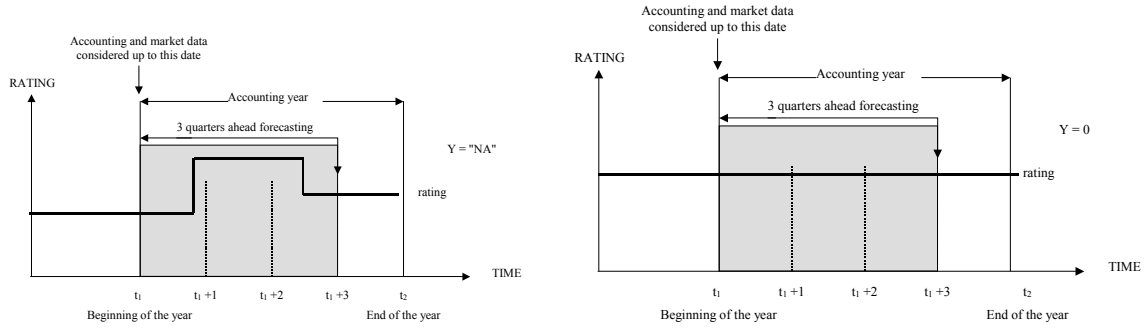 Accounting and market data
considered up to this date
RATING
Accounting year
3 quarters ahead forecasting
Y = "NA"
rating
TIME
t1
t1 +1
t1 +2
t1 +3
t2
Beginning of the year
End of the year
Accounting and market data
considered up to this date
RATING
Accounting year
3 quarters ahead forecasting
Y = 0
rating
TIME
t1
t1 +1
t1 +2
t1 +3
t2
Beginning of the year
End of the year